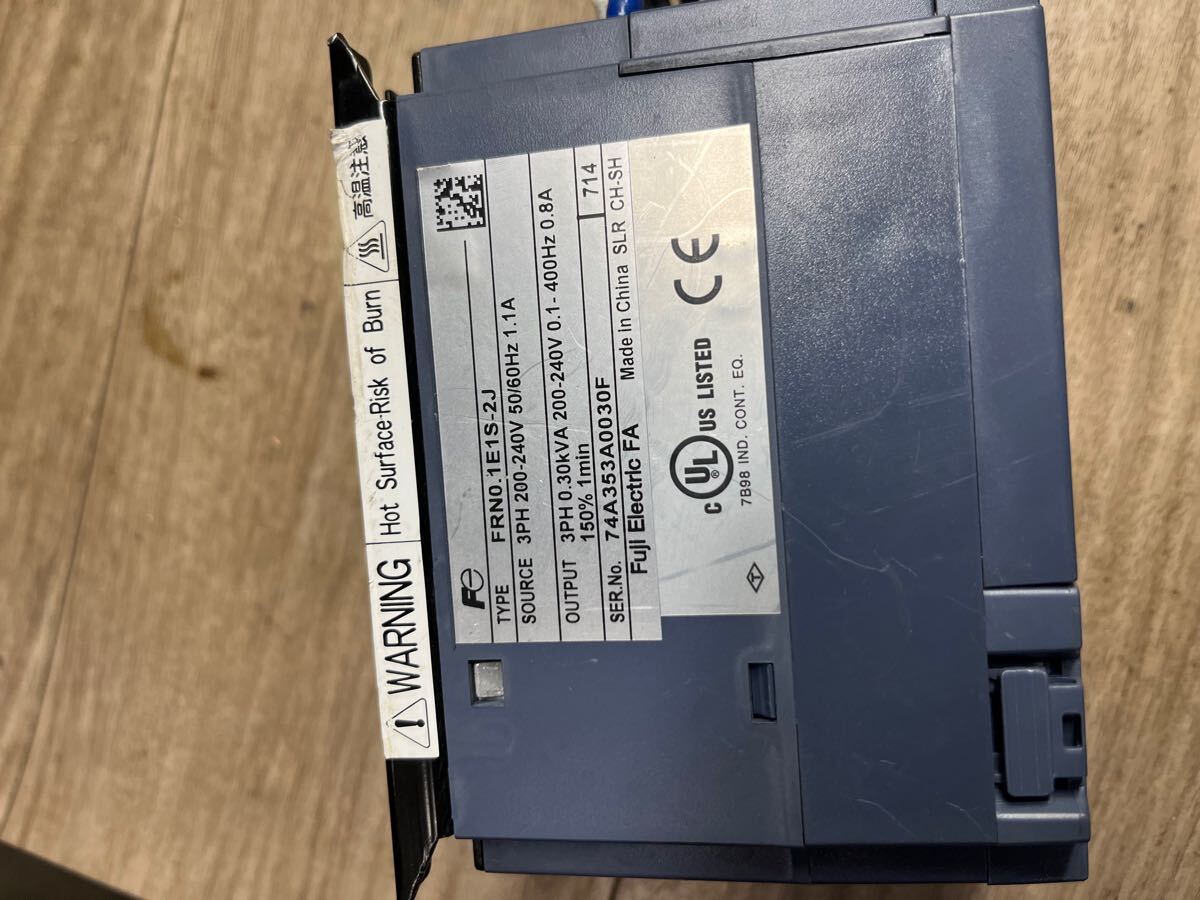 WARNING Hot Surface·Risk of Burn 高温注意
Fe
TYPE FRN0.1E1S-2J
SOURCE 3PH 200-240V 50/60Hz 1.1A
OUTPUT 3PH 0.30kVA 200-240V 0.1-400Hz 0.8A
150% 1min
SER.No. 74A353A0030F 714
Fuji Electric FA Made in China SLR CH-SH
C UL ® US LISTED CE
7B98 IND. CONT. EQ.
T